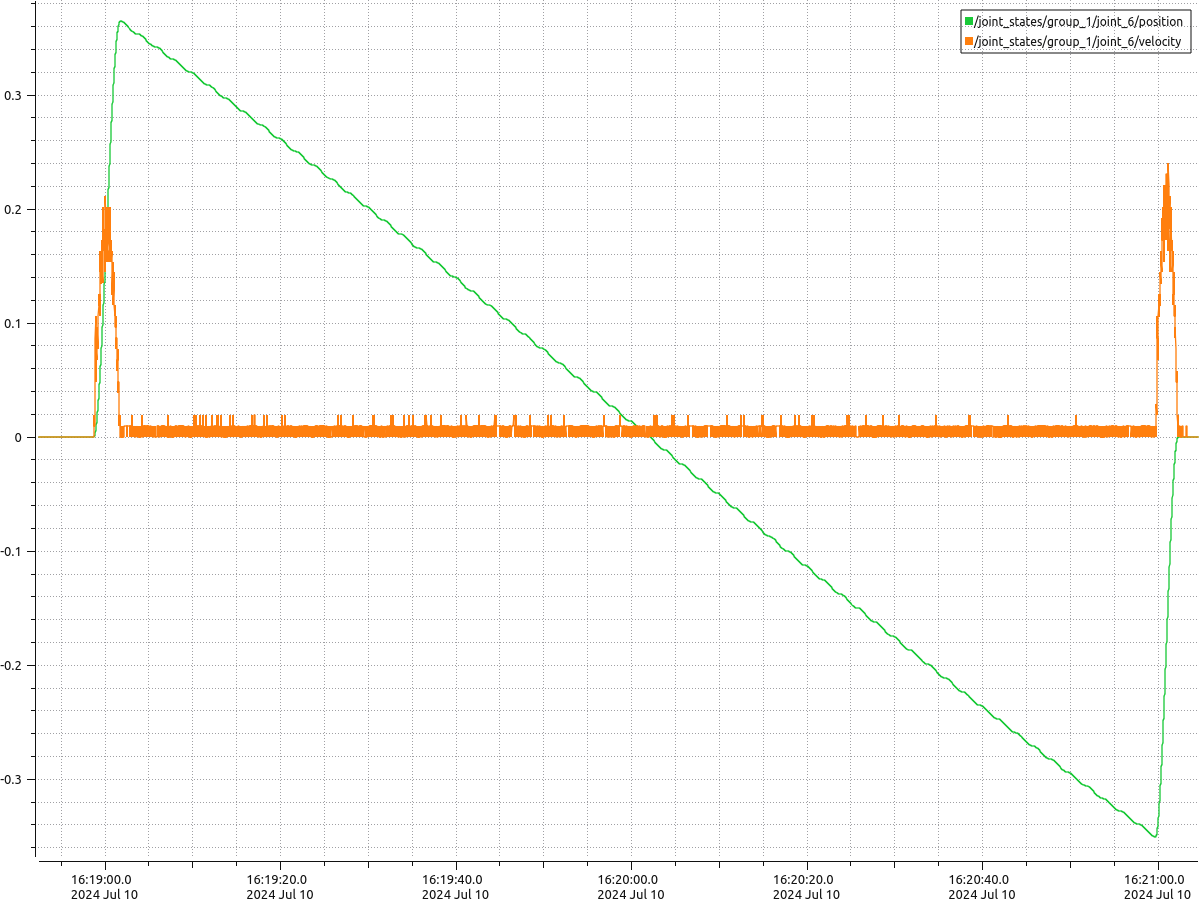 /joint_states/group_1/joint_6/position
/joint_states/group_1/joint_6/velocity
0.3
0.2
0.1
0
-0.1
-0.2
-0.3
16:19:00.0 16:19:20.0 16:19:40.0 16:20:00.0 16:20:20.0 16:20:40.0 16:21:00.0
2024 Jul 10 2024 Jul 10 2024 Jul 10 2024 Jul 10 2024 Jul 10 2024 Jul 10 2024 Jul 10